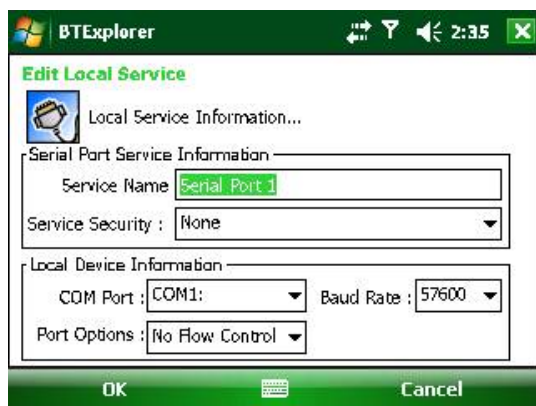 BTExplorer 2:35
Edit Local Service
Local Service Information...
Serial Port Service Information
Service Name Serial Port 1
Service Security : None
Local Device Information
COM Port : COM1: Baud Rate : 57600
Port Options : No Flow Control
OK Cancel